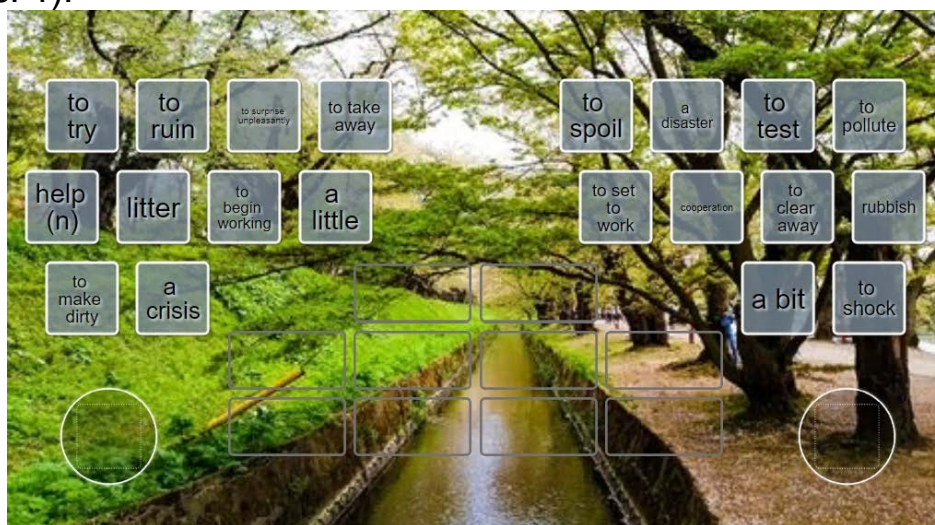 to try
to ruin
to surprise unpleasantly
to take away
to spoil
a disaster
to test
to pollute
help (n)
litter
to begin working
a little
to set to work
cooperation
to clear away
rubbish
to make dirty
a crisis
a bit
to shock